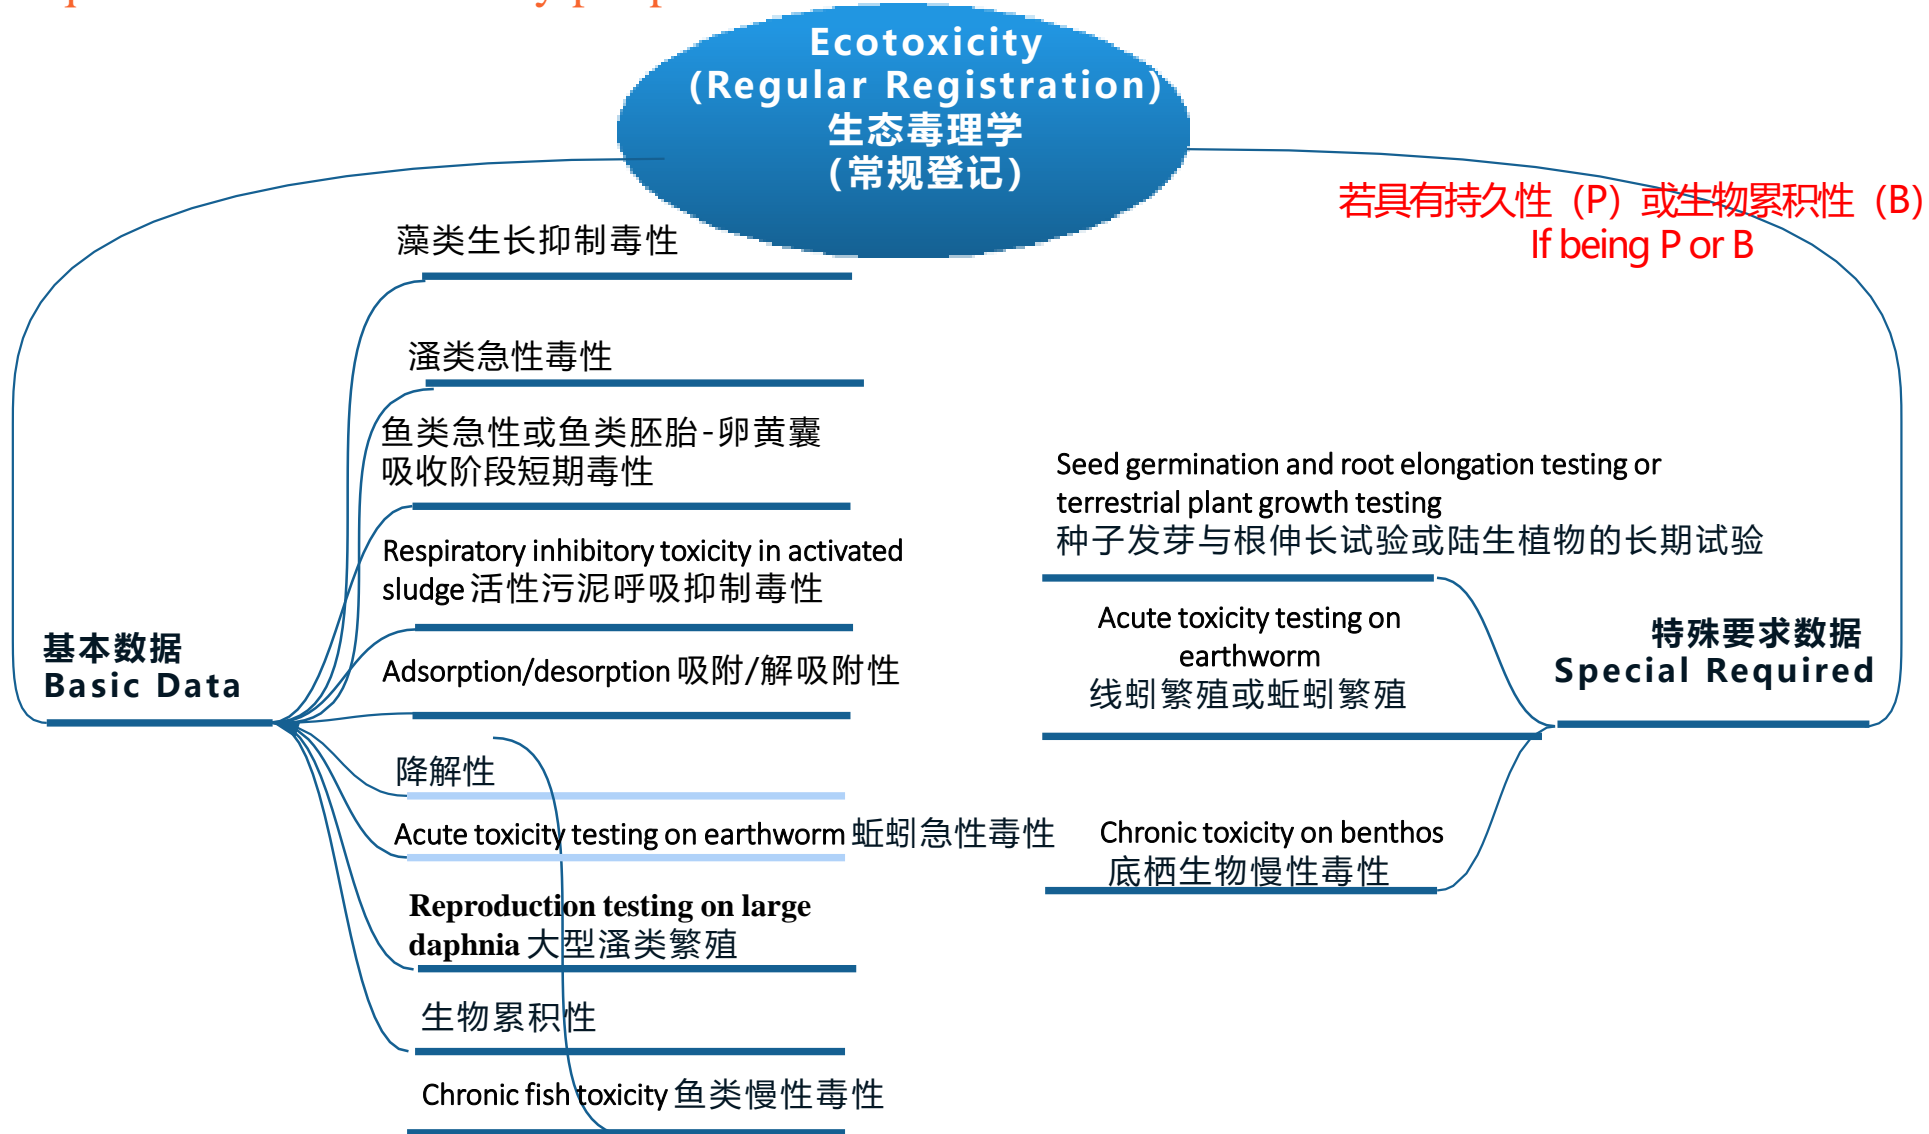 Ecotoxicity
(Regular Registration)
生态毒理学
(常规登记)
若具有持久性（P）或生物累积性（B）
If being P or B
藻类生长抑制毒性
溞类急性毒性
鱼类急性或鱼类胚胎-卵黄囊
吸收阶段短期毒性
Respiratory inhibitory toxicity in activated
sludge 活性污泥呼吸抑制毒性
基本数据
Basic Data
Adsorption/desorption 吸附/解吸附性
降解性
Acute toxicity testing on earthworm 蚯蚓急性毒性
Reproduction testing on large
daphnia 大型溞类繁殖
生物累积性
Chronic fish toxicity 鱼类慢性毒性
Seed germination and root elongation testing or
terrestrial plant growth testing
种子发芽与根伸长试验或陆生植物的长期试验
Acute toxicity testing on
earthworm
线蚓繁殖或蚯蚓繁殖
特殊要求数据
Special Required
Chronic toxicity on benthos
底栖生物慢性毒性